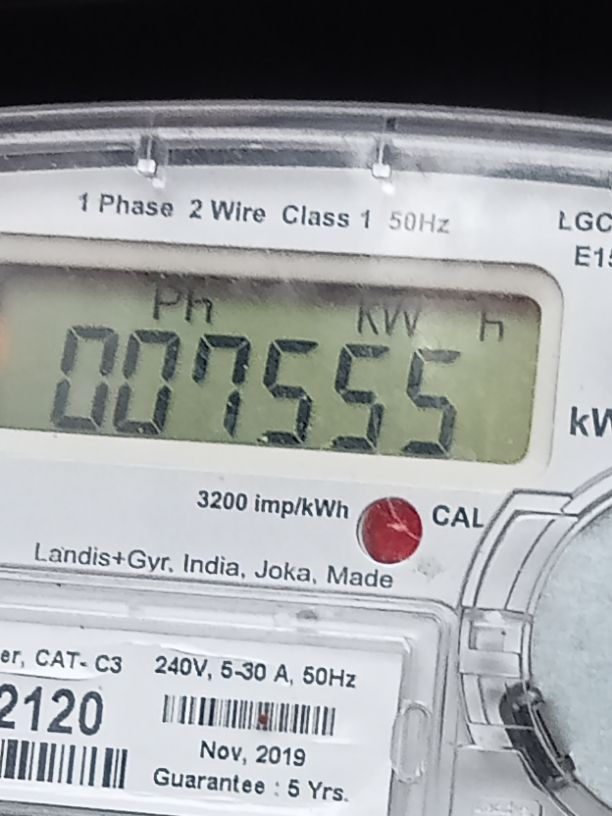 1 Phase 2 Wire Class 1 50Hz
LGC
E15
Ph kW h
007555
kW
3200 imp/kWh CAL
Landis+Gyr, India, Joka, Made
er, CAT- C3
2120
240V, 5-30 A, 50Hz
Nov, 2019
Guarantee : 5 Yrs.